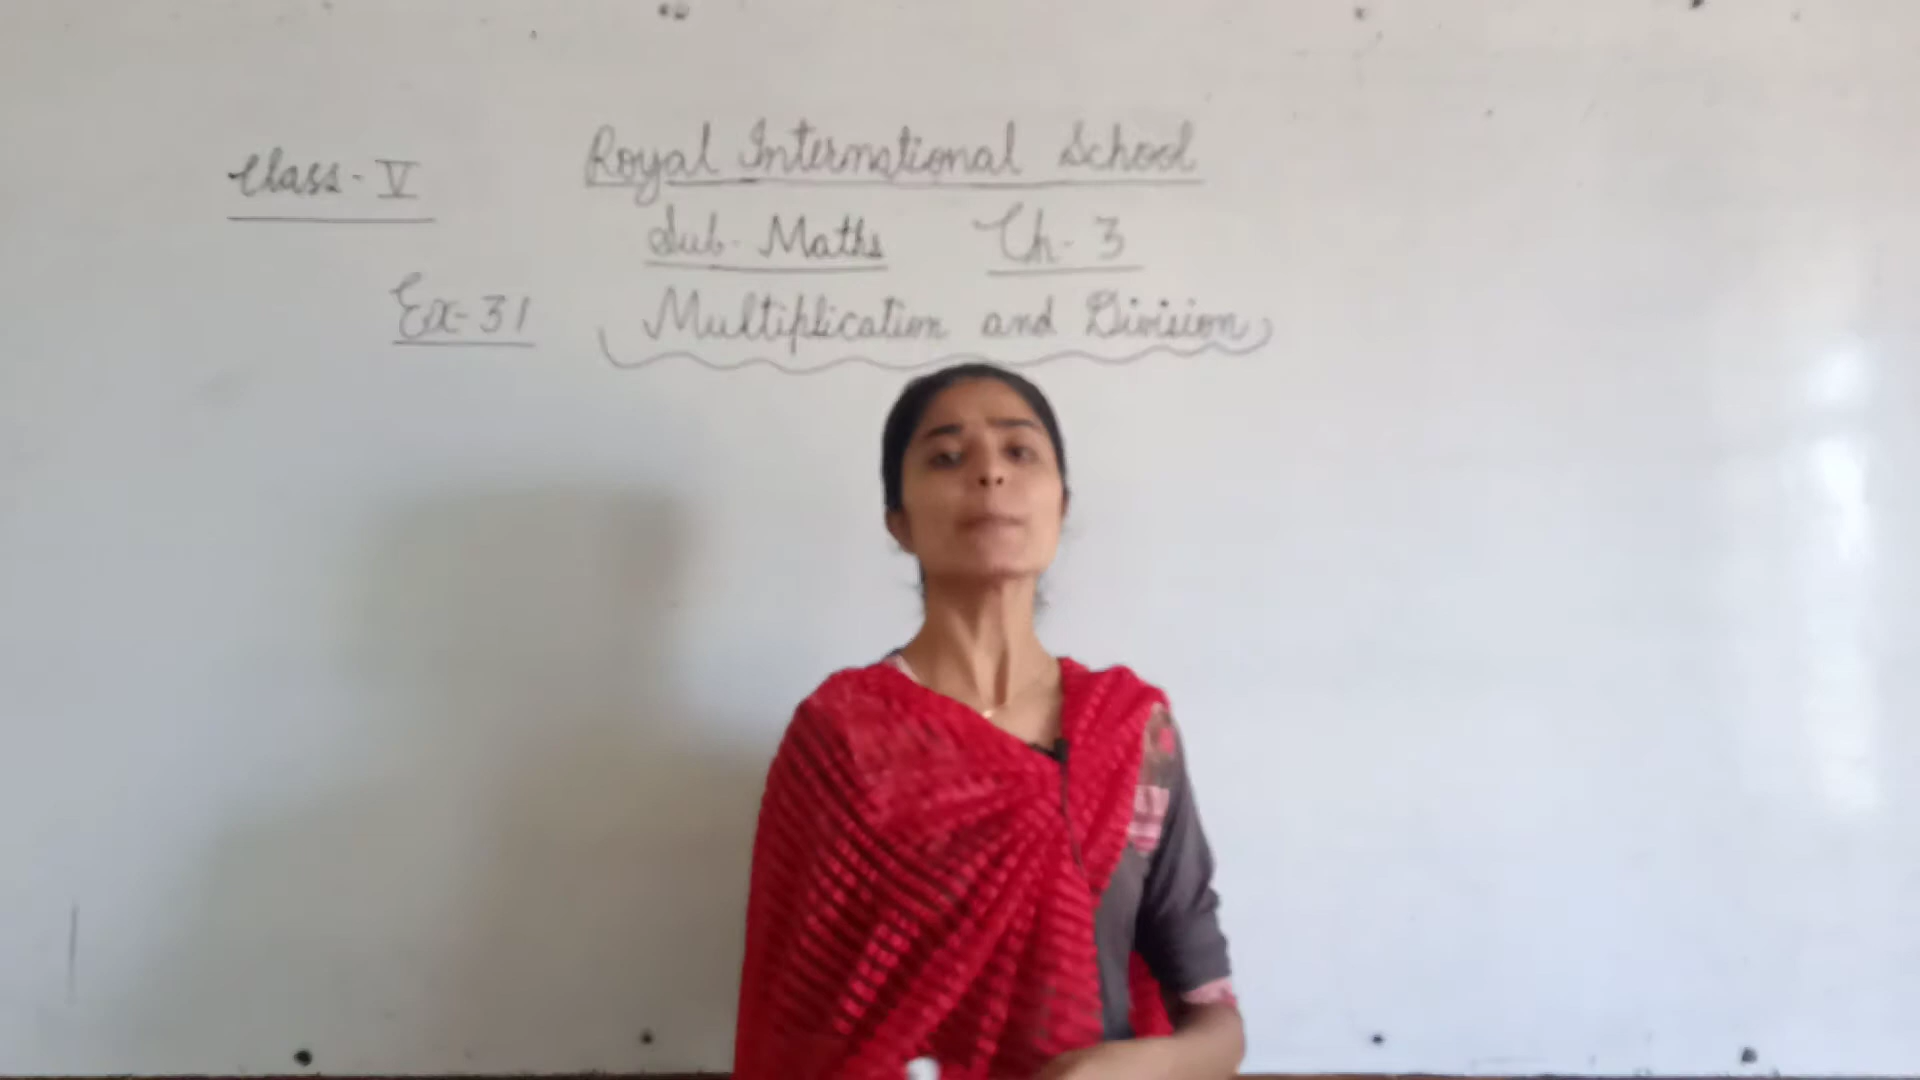 Class - V Royal International School
Sub - Maths Ch - 3
Ex - 31 Multiplication and Division